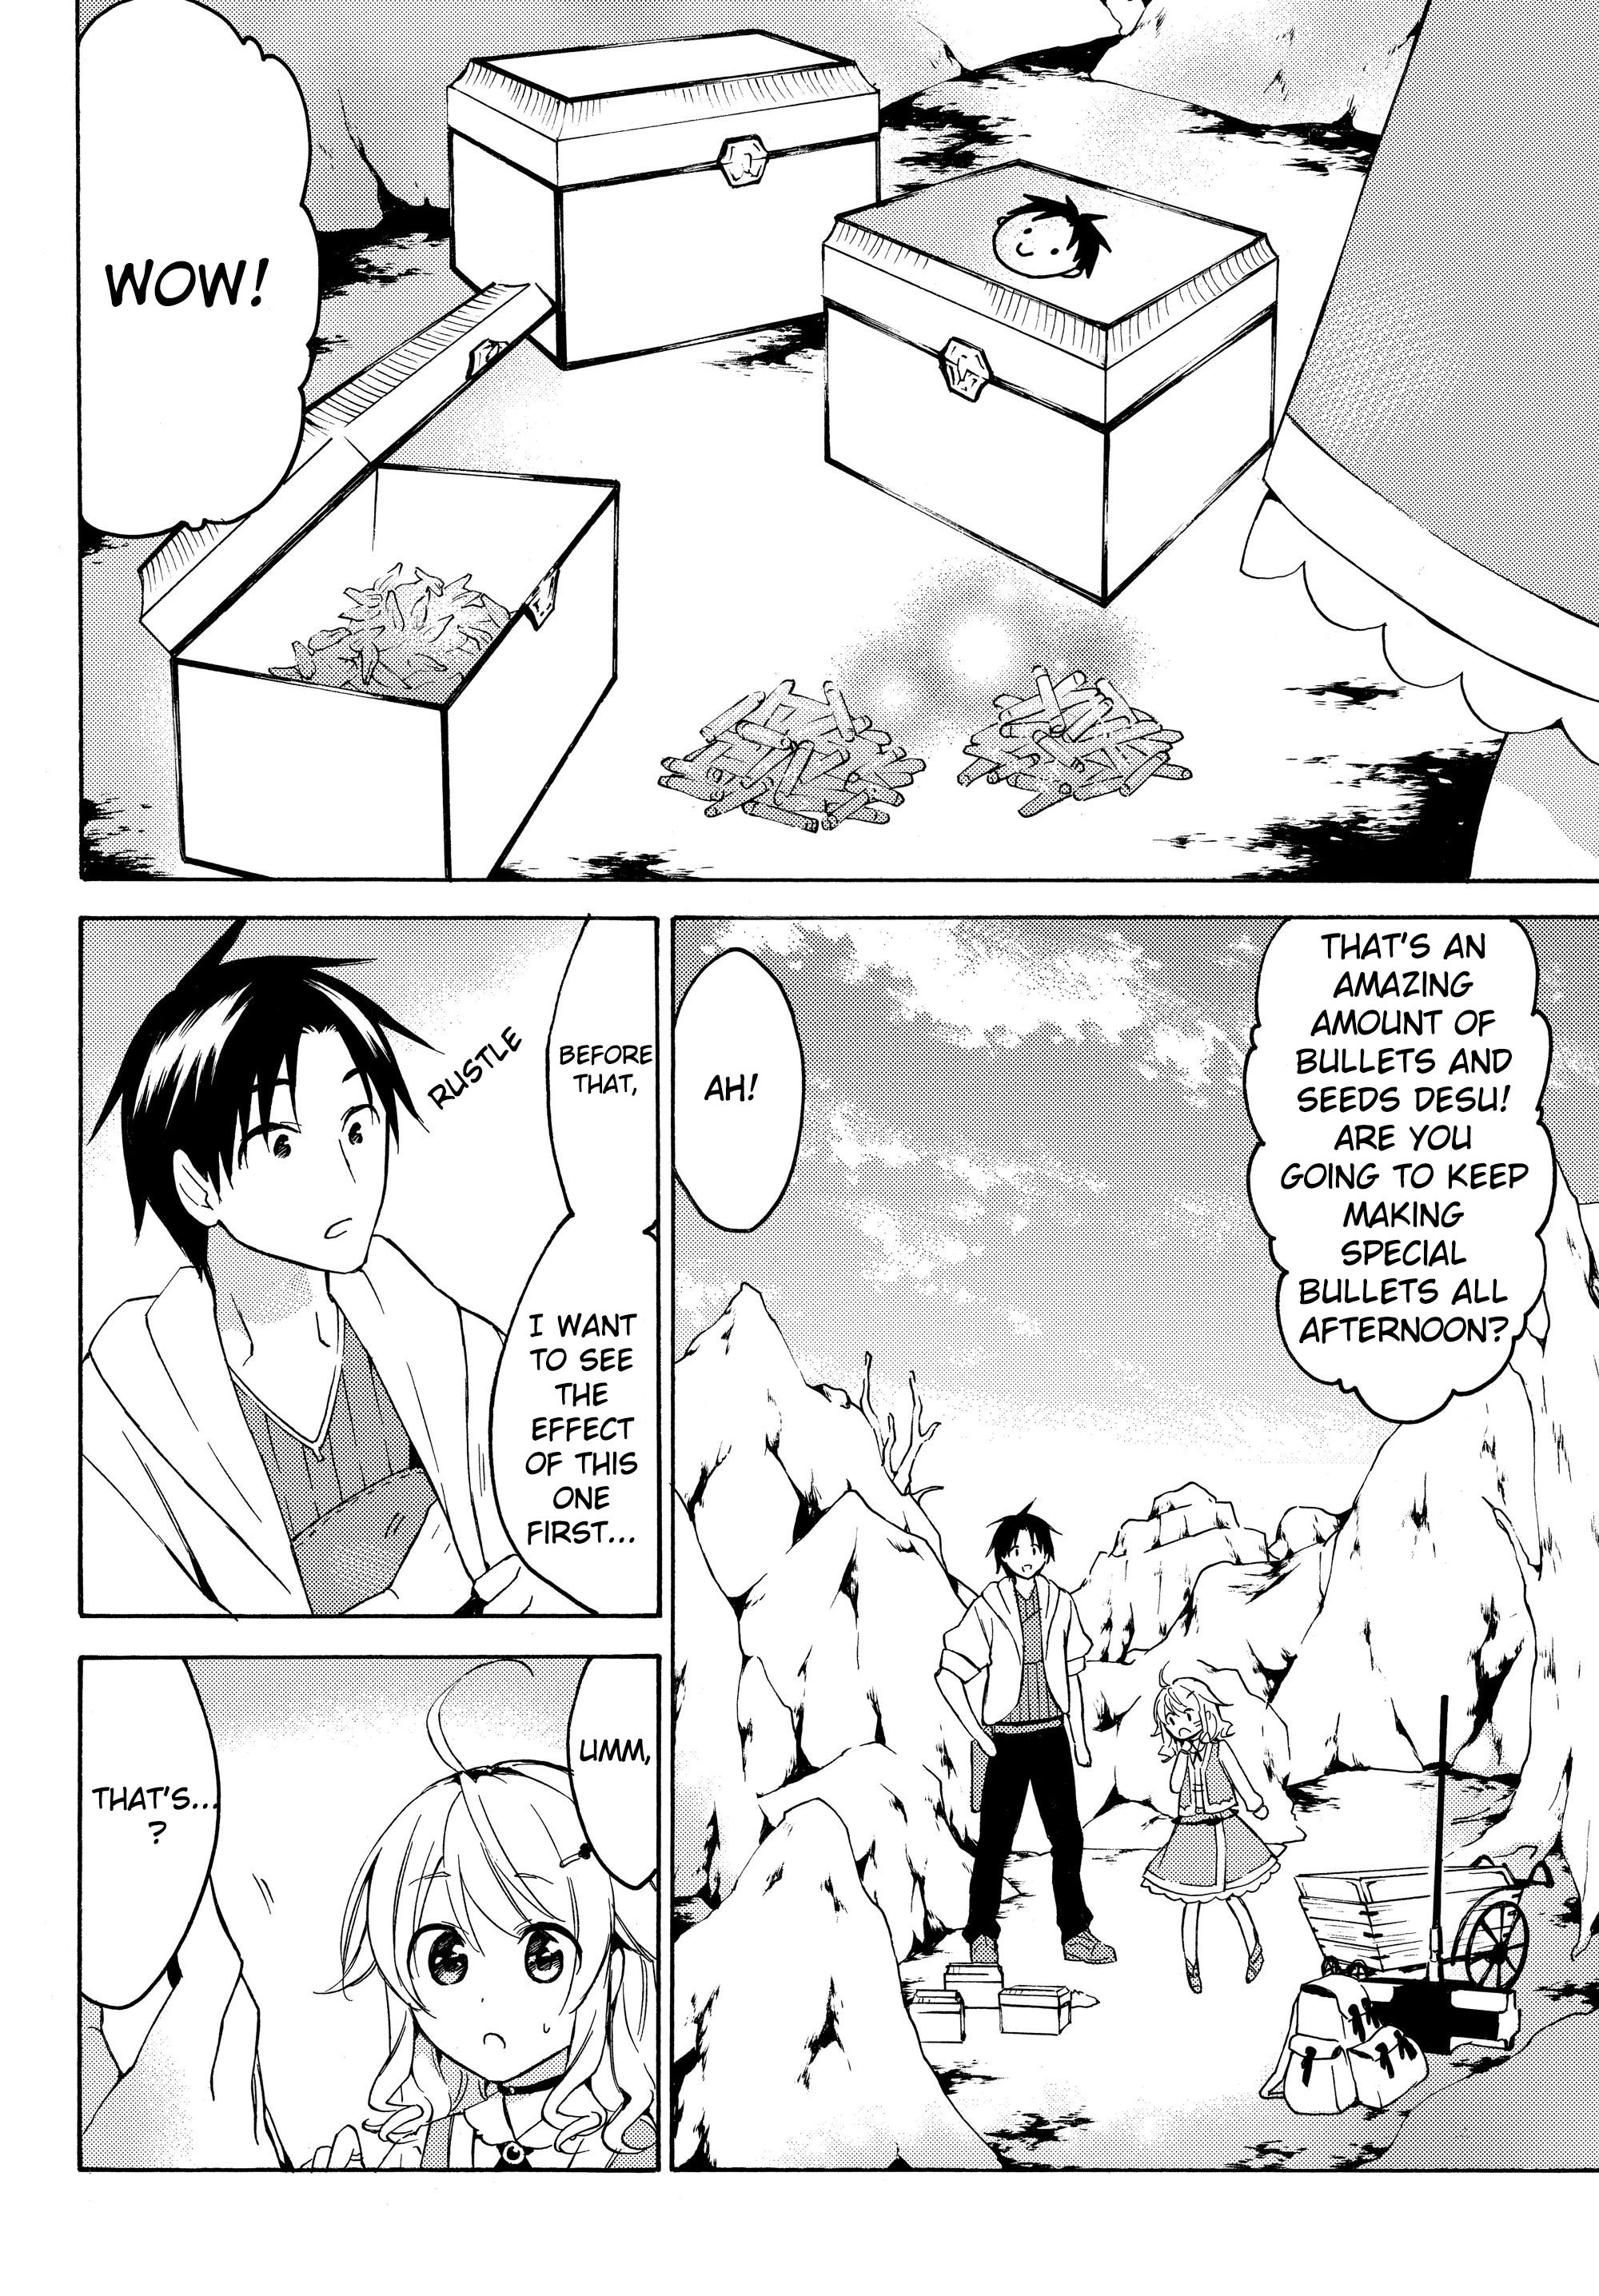 WOW!
THAT'S AN
AMAZING
AMOUNT OF
BULLETS AND
SEEDS DESU!
ARE YOU
GOING TO KEEP
MAKING
SPECIAL
BULLETS ALL
AFTERNOON?
AH!
BEFORE
THAT,
RUSTLE
I WANT
TO SEE
THE
EFFECT
OF THIS
ONE
FIRST...
UMM,
THAT'S...
?